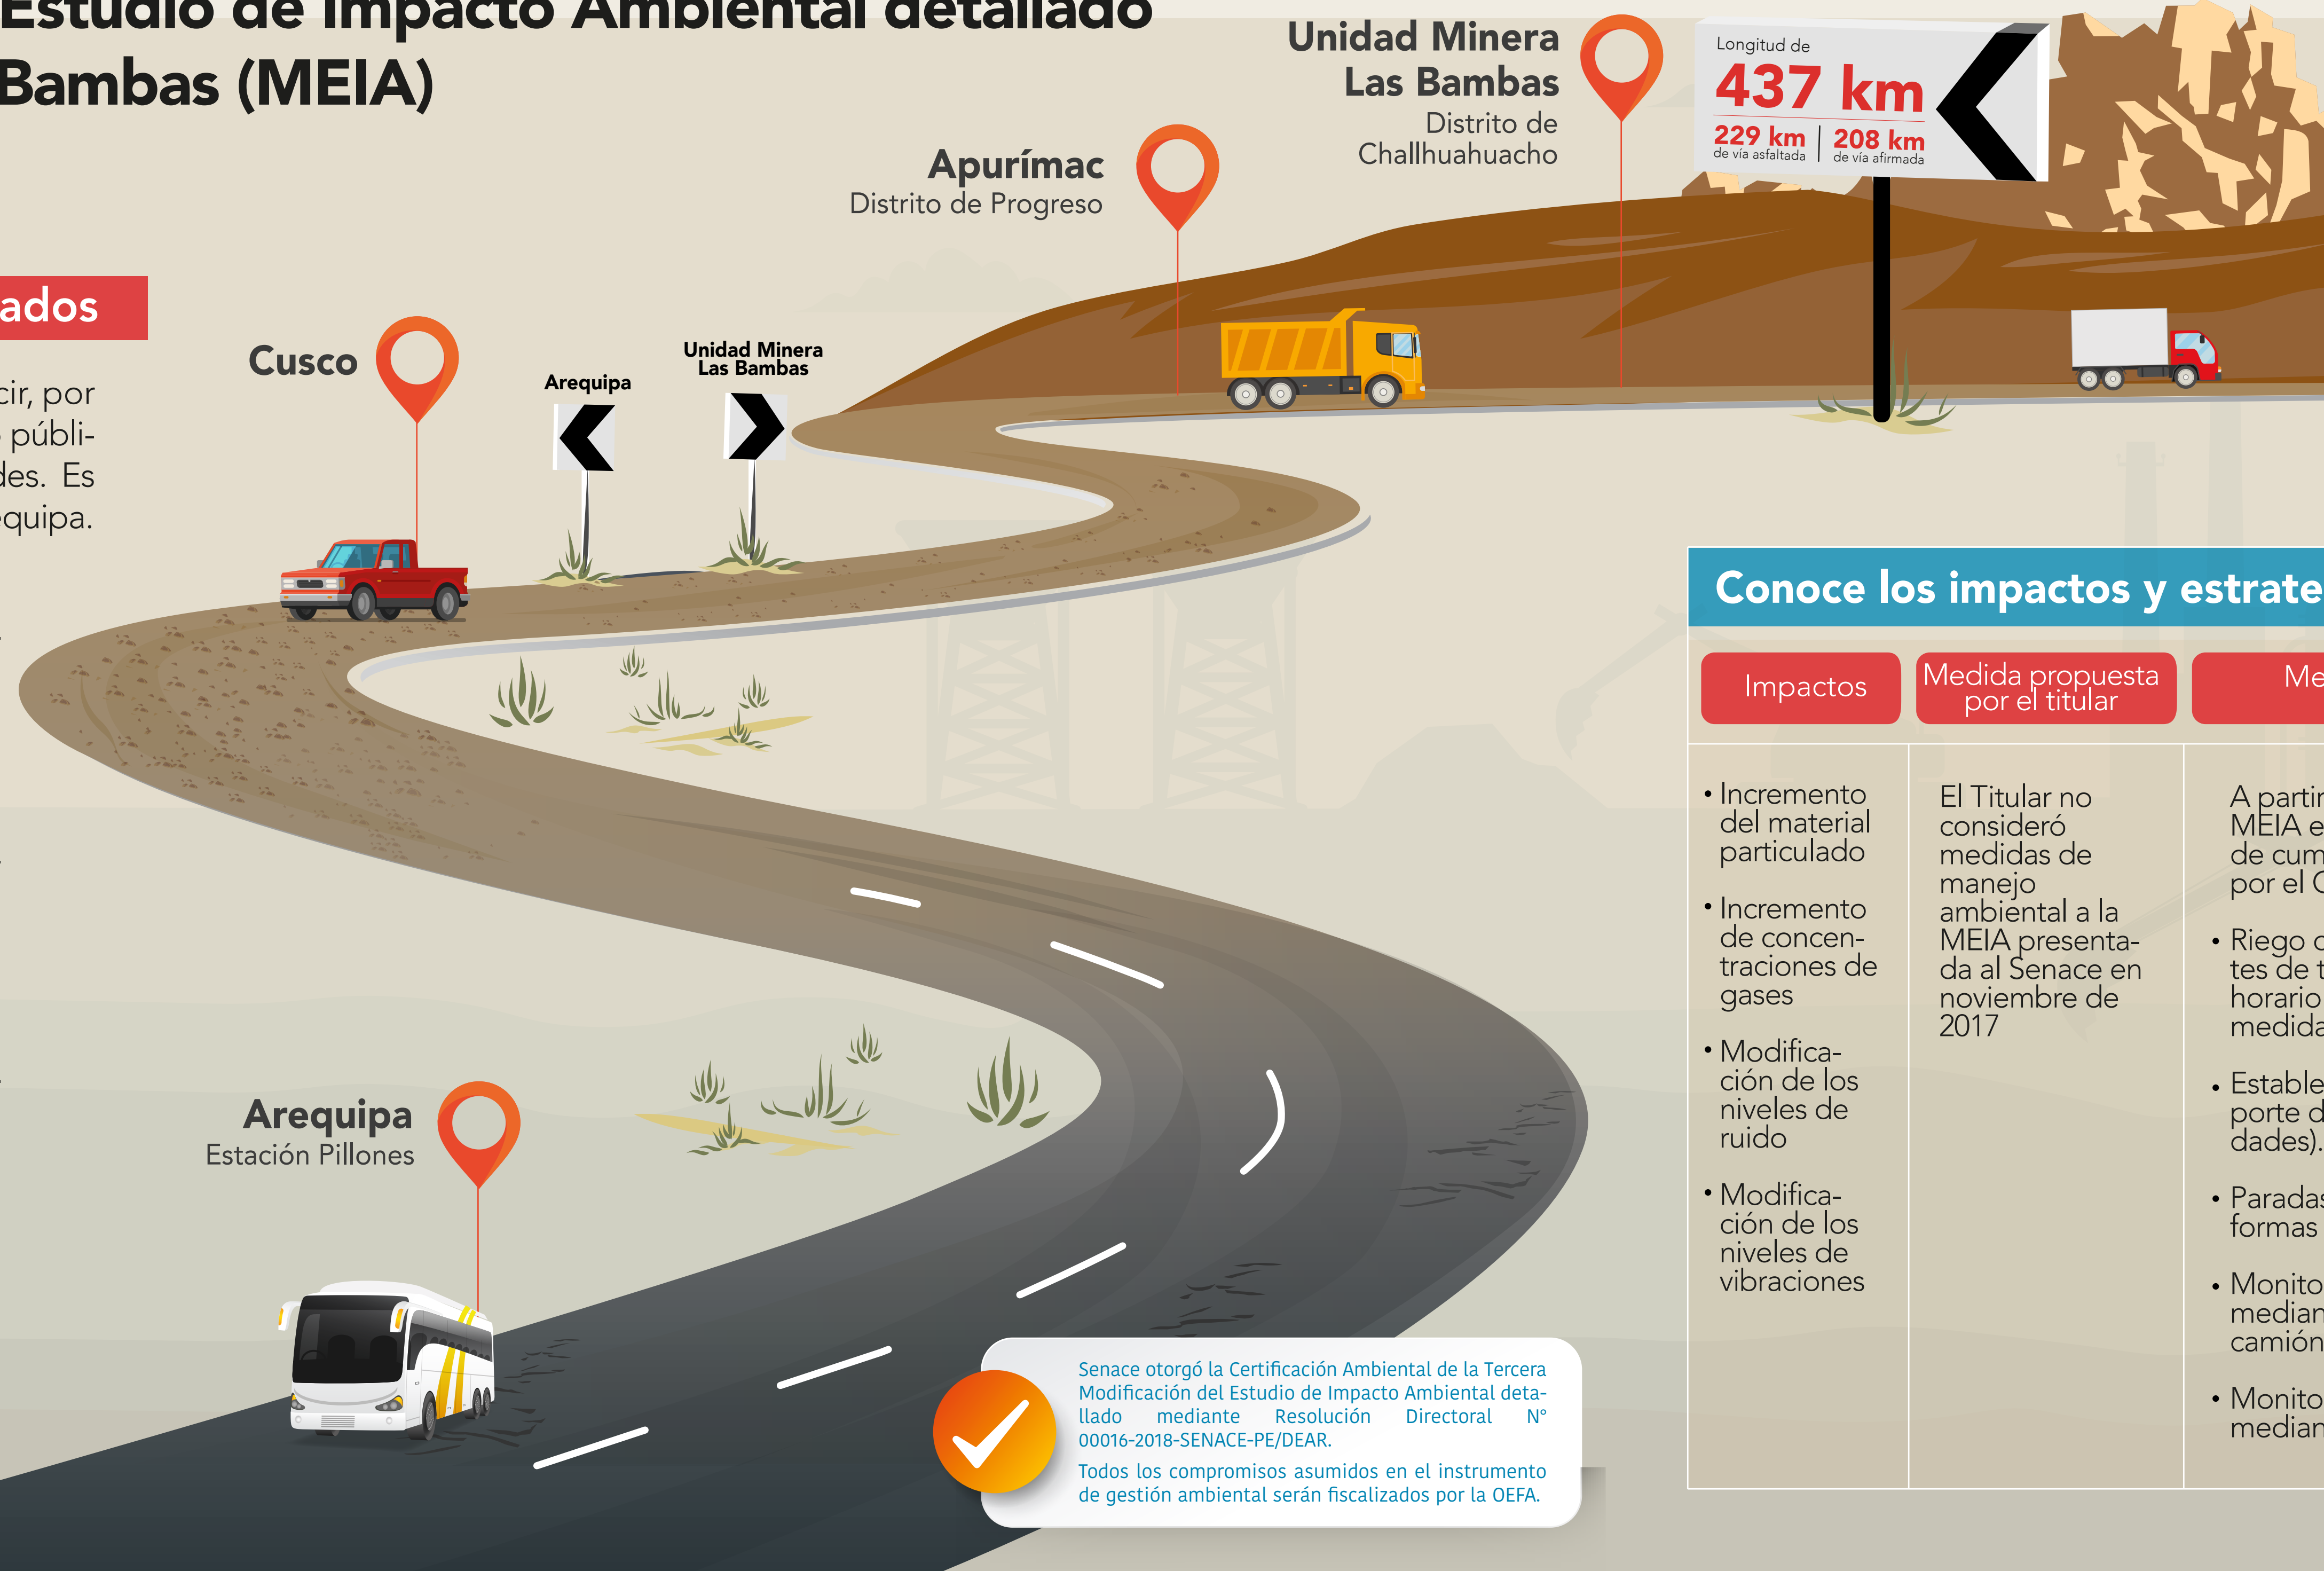 Estudio de Impacto Ambiental detallado
Bambas (MEIA)
Unidad Minera
Las Bambas
Distrito de
Challhuahuacho
Longitud de
437 km
229 km
de vía asfaltada
208 km
de vía afirmada
Apurímac
Distrito de Progreso
ados
cir, por
públi-
des. Es
equipa.
Cusco
Arequipa
Unidad Minera
Las Bambas
Arequipa
Estación Pillones
Senace otorgó la Certificación Ambiental de la Tercera
Modificación del Estudio de Impacto Ambiental deta-
llado mediante Resolución Directoral N°
00016-2018-SENACE-PE/DEAR.
Todos los compromisos asumidos en el instrumento
de gestión ambiental serán fiscalizados por la OEFA.
Conoce los impactos y estrate
Impactos
• Incremento
del material
particulado
• Incremento
de concen-
traciones de
gases
• Modifica-
ción de los
niveles de
ruido
• Modifica-
ción de los
niveles de
vibraciones
Medida propuesta
por el titular
El Titular no
consideró
medidas de
manejo
ambiental a la
MEIA presenta-
da al Senace en
noviembre de
2017
Me
A partir
MEIA e
de cum
por el
• Riego
tes de t
horario
medida
• Estable
porte d
dades).
• Paradas
formas
• Monito
median
camión
• Monito
median